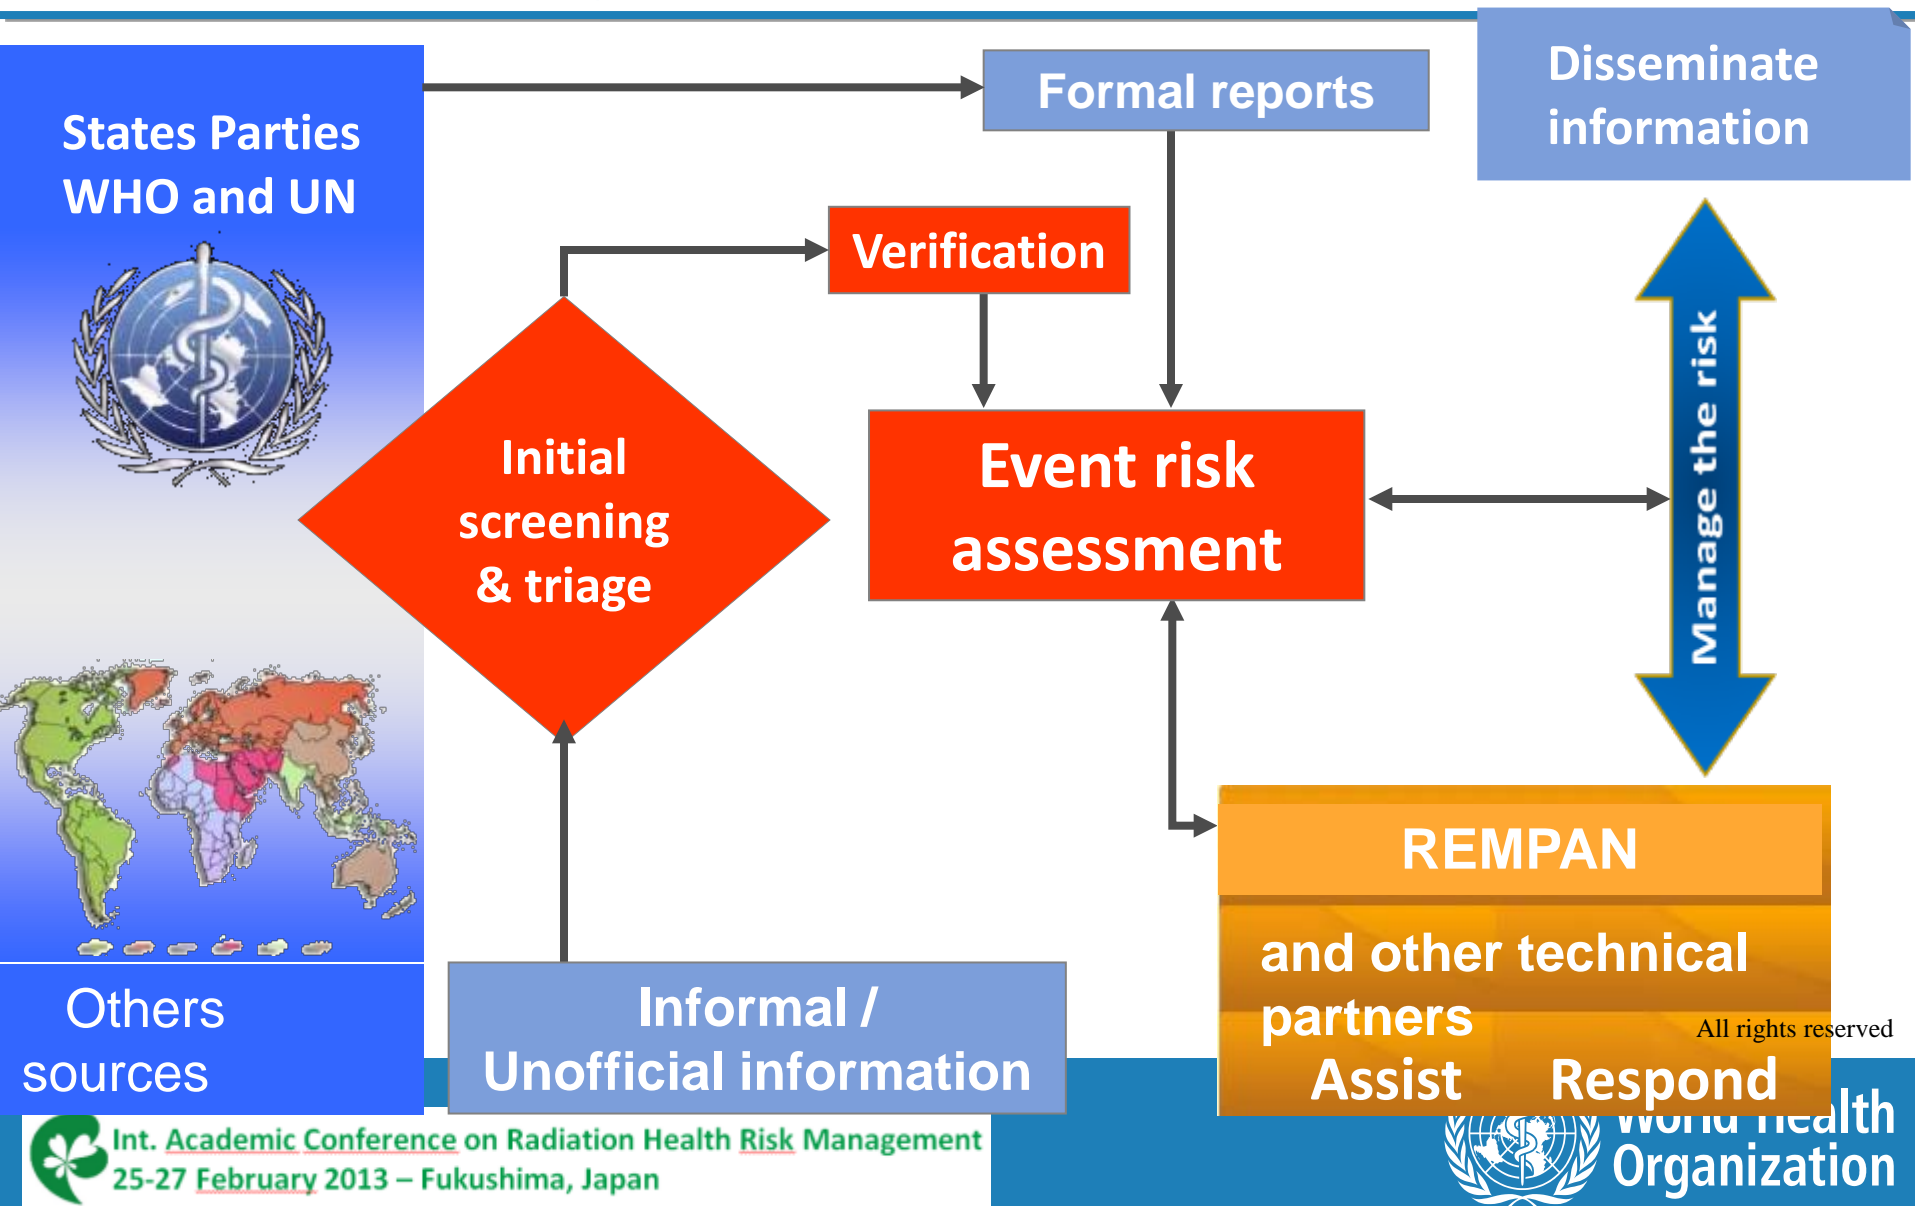 States Parties
WHO and UN
Formal reports
Disseminate
information
Verification
Initial
screening
& triage
Event risk
assessment
Manage the risk
REMPAN
and other technical
partners
Assist Respond
Others
sources
Informal /
Unofficial information
All rights reserved
Int. Academic Conference on Radiation Health Risk Management
25-27 February 2013 – Fukushima, Japan
World Health
Organization